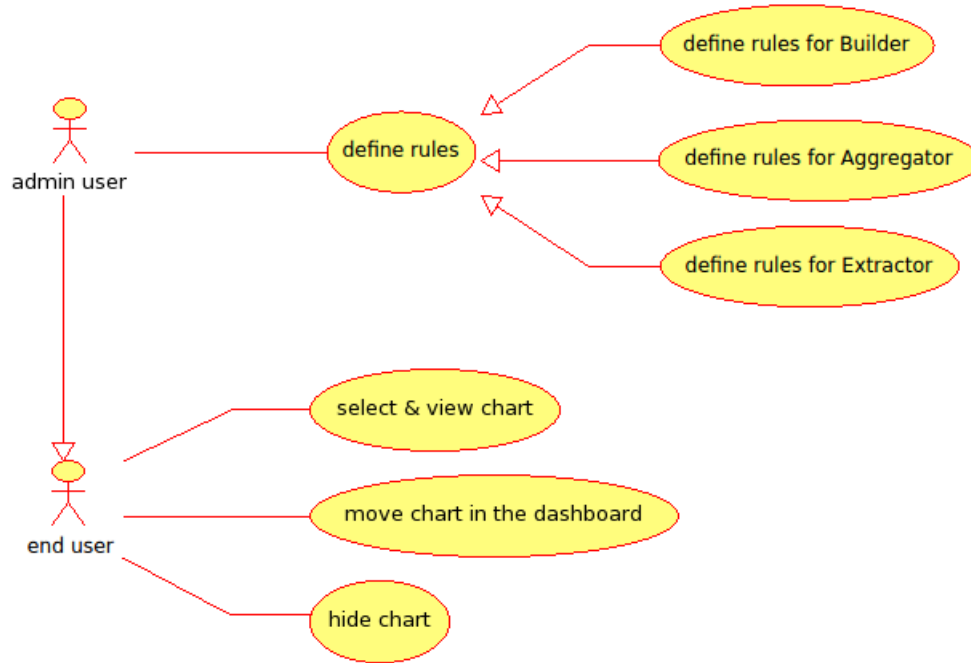 define rules for Builder
define rules
admin user
define rules for Aggregator
define rules for Extractor
select & view chart
move chart in the dashboard
end user
hide chart